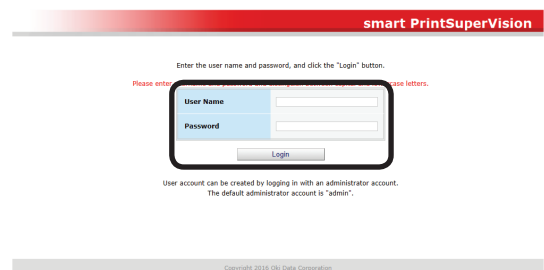 smart PrintSuperVision
Enter the user name and password, and click the "Login" button.
Please enter case letters.
User Name
Password
Login
User account can be created by logging in with an administrator account.
The default administrator account is "admin".
Copyright 2016 Oki Data Corporation